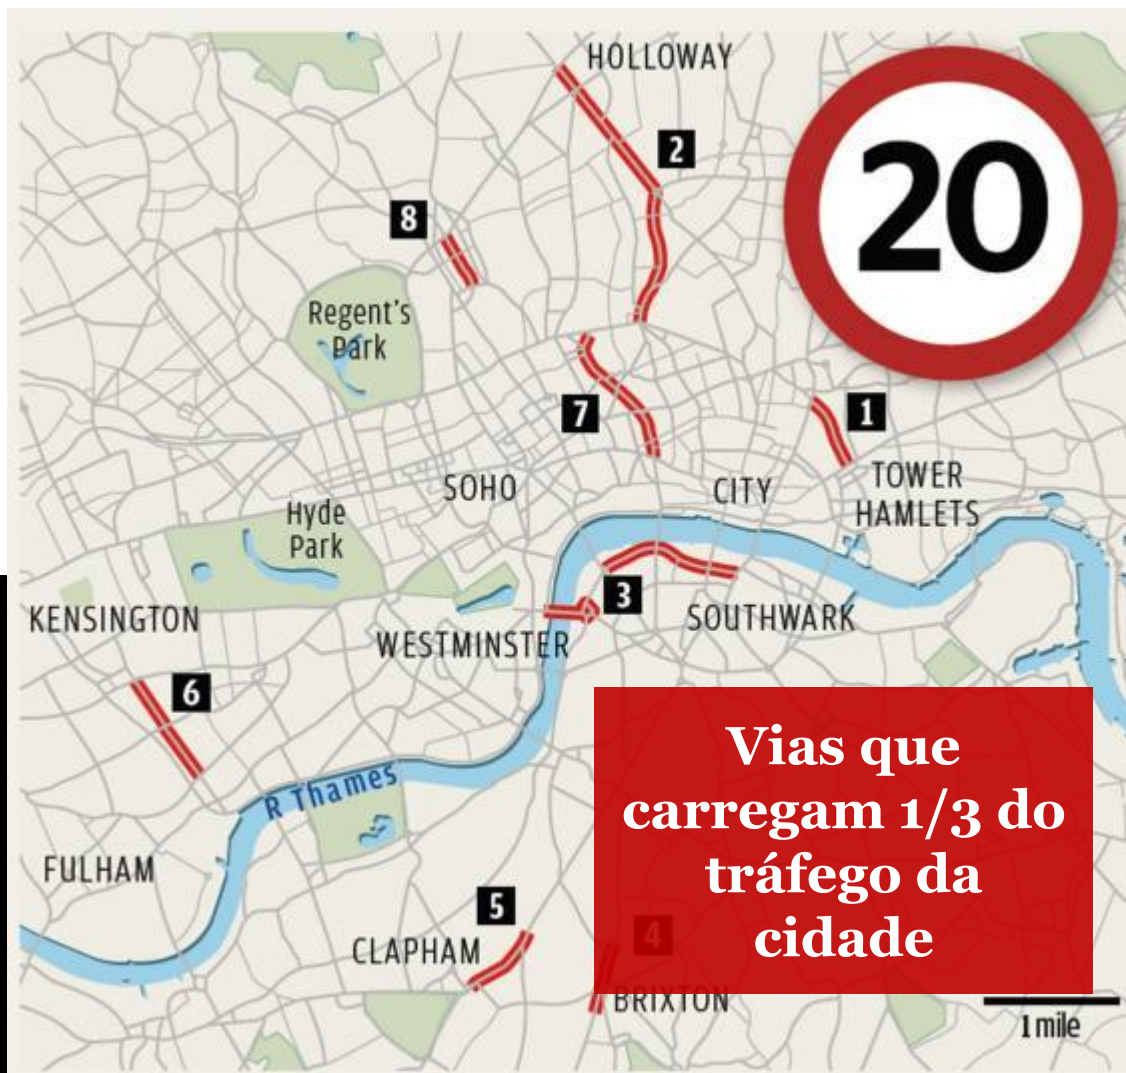 HOLLOWAY
2
20
8
Regent's
Park
7
1
SOHO
CITY
TOWER
HAMLETS
Hyde
Park
KENSINGTON
3
SOUTHWARK
WESTMINSTER
6
Vias que
carregam 1/3 do
tráfego da
cidade
R Thames
FULHAM
5
4
CLAPHAM
BRIXTON
1 mile